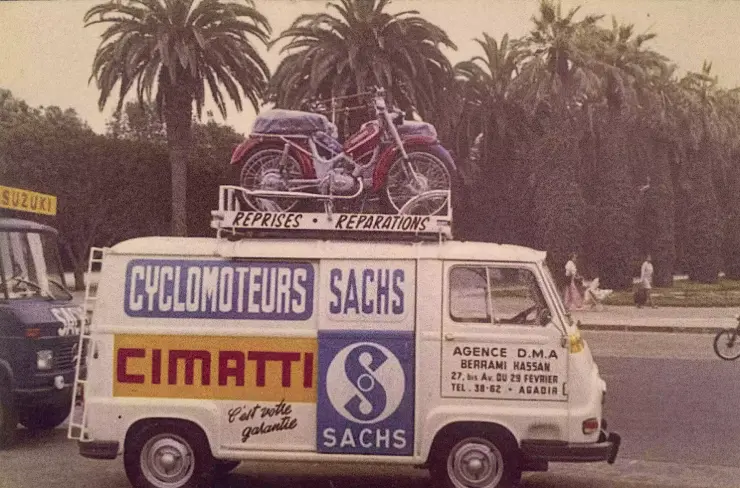 SUZUKI
REPRISES • REPARATIONS
CYCLOMOTEURS
SACHS
CIMATTI
C'est votre
garantie
S
SACHS
AGENCE D.M.A
BERRAMI HASSAN
27, bis Av. DU 29 FÉVRIER
TEL. 38-62 - AGADIR